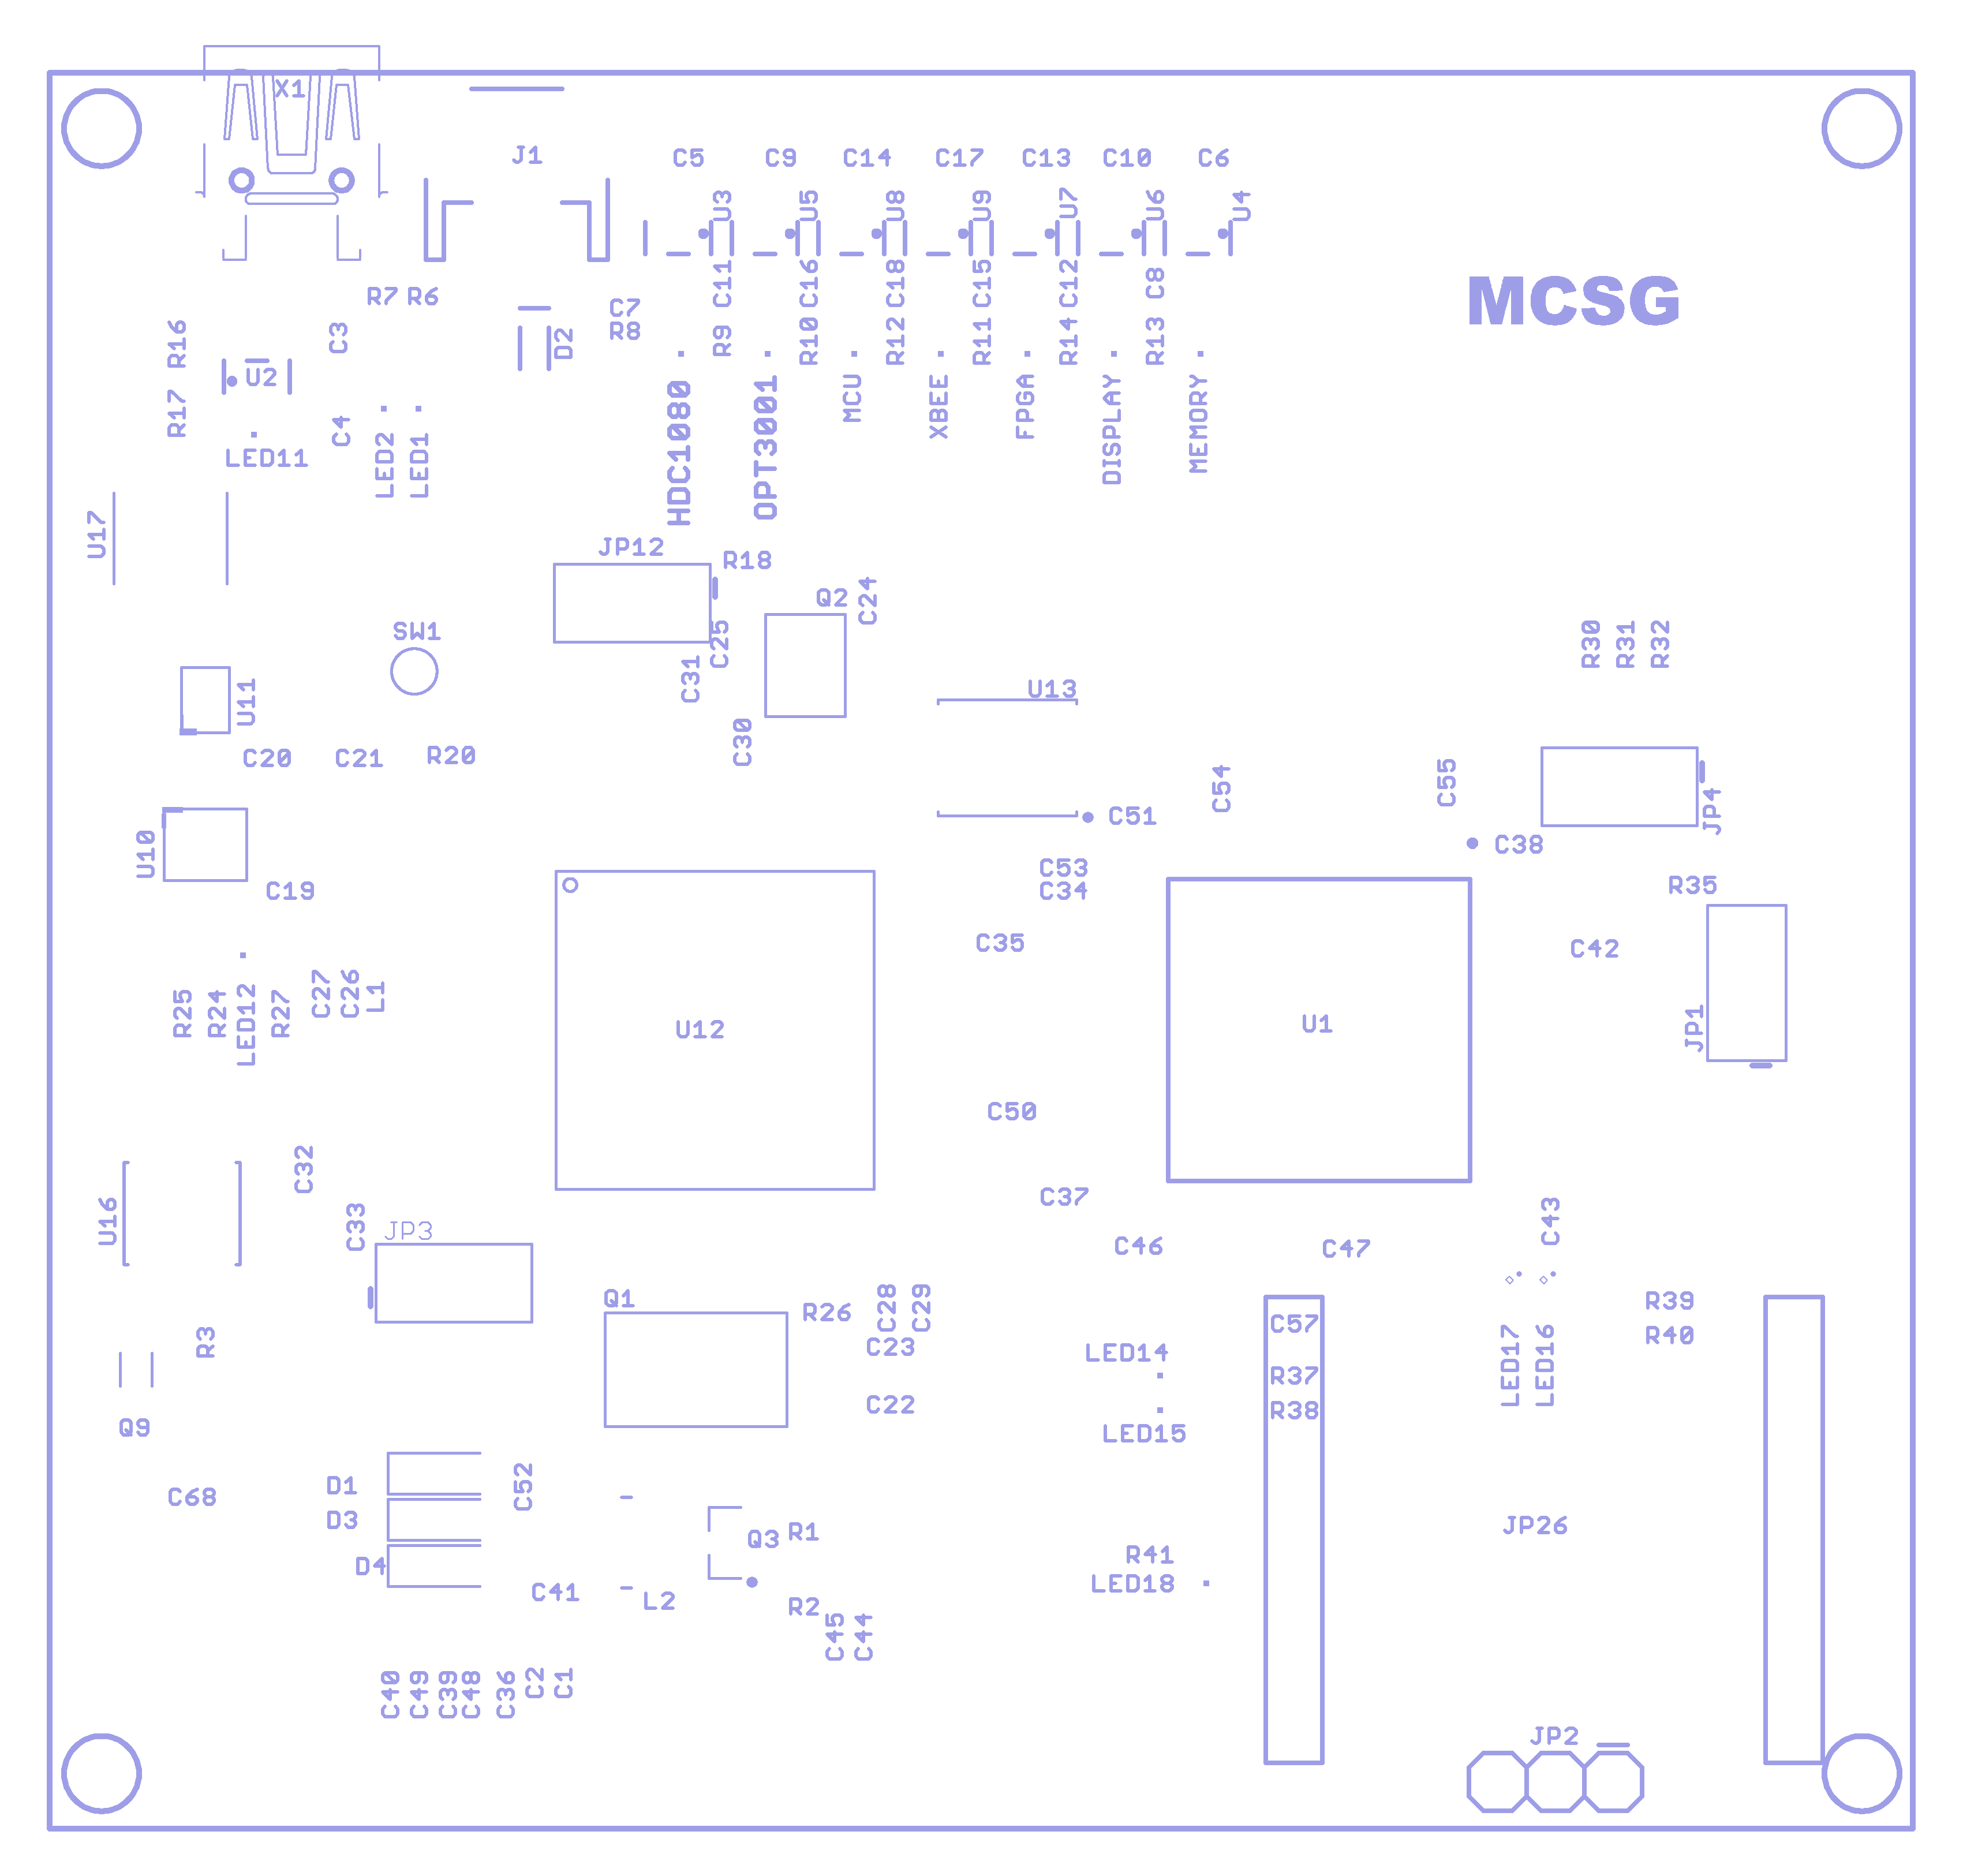 X1
J1
C5 C9 C14 C17 C13 C10 C6
U3 U5 U8 U9 U7 U6 U4
C11 C16 C18 C15 C12 C8
R7 R6
C7
R8
MCSG
R16
C3
D2
R9 R10 R12 R11 R14 R13
U2
R17
C4
LED11
LED2 LED1
HDC1080
OPT3001
MCU
XBEE
FPGA
DISPLAY
MEMORY
U17
JP12
R18
Q2
C24
SW1
C25
C31
R30 R31 R32
U11
U13
C20 C21 R20
C30
C54
C55
JP4
C51
U10
C38
C53
C34
C19
R35
C35
C42
R25 R24 LED12 R27 C27 C26 L1
U12
U1
JP1
C50
C32
C37
U16
C33
JP3
C43
C46
C47
Q1
R26
C28 C29
R39
C57
R40
R3
C23
LED14
LED17 LED16
R37
C22
R38
Q9
LED15
D1
C52
C68
D3
Q3
R1
JP26
D4
R41
LED18
C41
L2
R2
C45 C44
C40 C49 C39 C48 C36 C2 C1
JP2